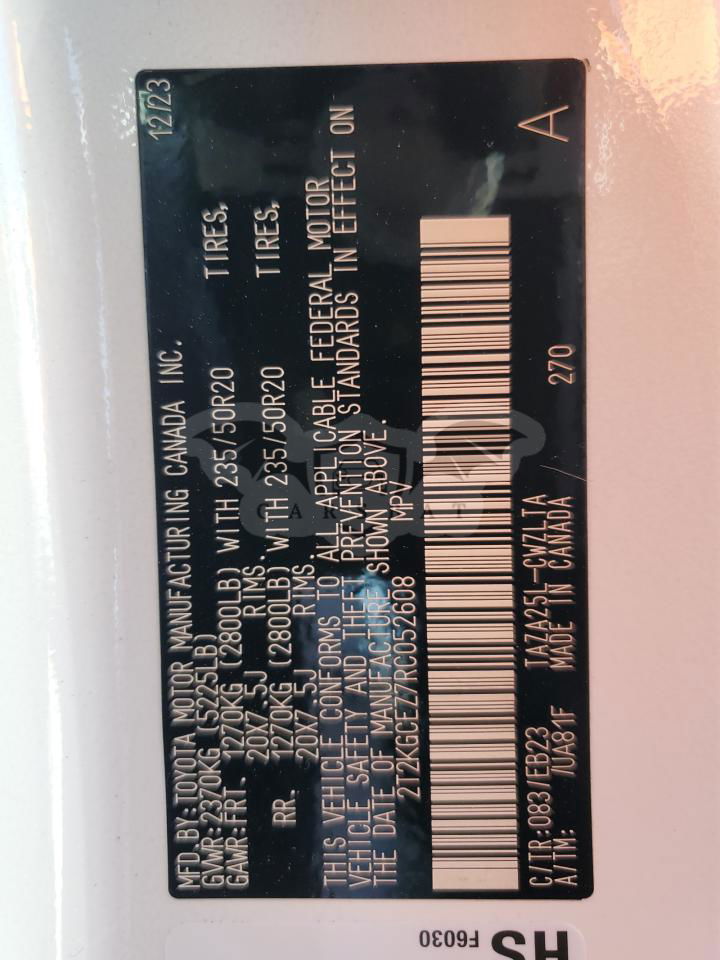 MFD.BY:TOYOTA MOTOR MANUFACTURING CANADA INC. 12/23
GVWR:2370KG (5225LB)
GAWR:FRT. 1270KG (2800LB) WITH 235/50R20 TIRES,
20X7.5J RIMS.
RR. 1270KG (2800LB) WITH 235/50R20 TIRES,
20X7.5J RIMS
THIS VEHICLE CONFORMS TO ALL APPLICABLE FEDERAL MOTOR
VEHICLE SAFETY AND THEFT PREVENTION STANDARDS IN EFFECT ON
THE DATE OF MANUFACTURE SHOWN ABOVE.
2T2KGCEZ7RC052608 MPV
C/TR:083/EB23 TAZA25L-CWZLTA 270 A
A/TM: /UA81F MADE IN CANADA
HS F6030